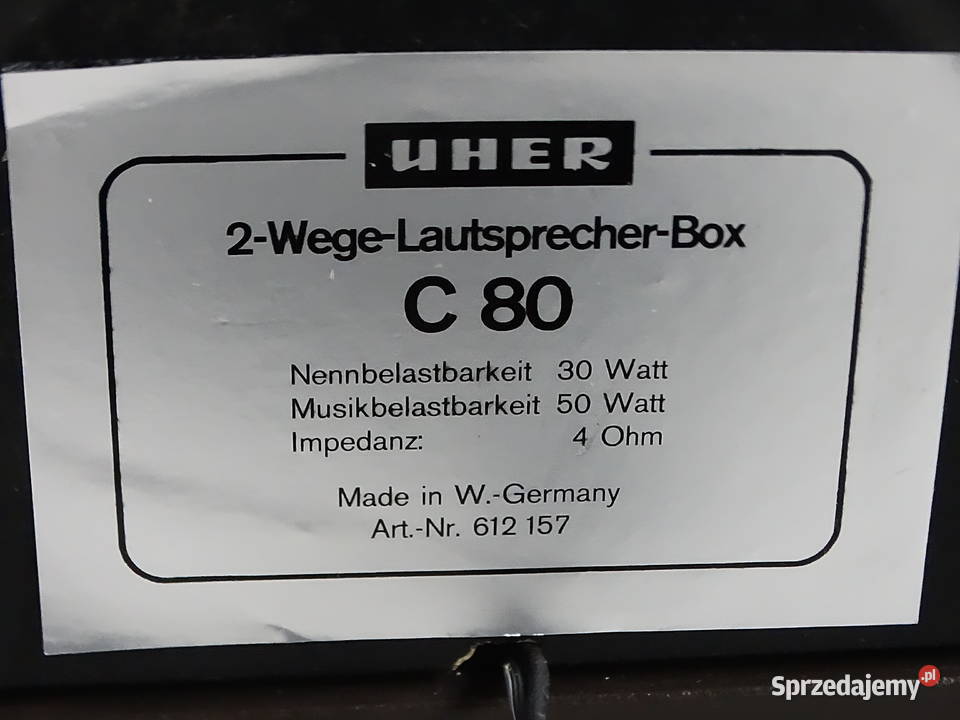 UHER
2-Wege-Lautsprecher-Box
C 80
Nennbelastbarkeit 30 Watt
Musikbelastbarkeit 50 Watt
Impedanz: 4 Ohm
Made in W.-Germany
Art.-Nr. 612 157
Sprzedajemy.pl